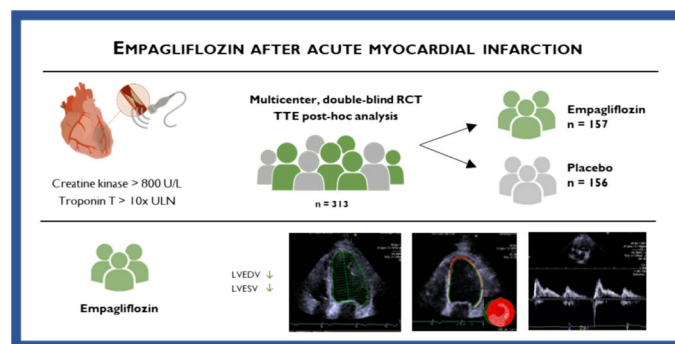 EMPAGLIFLOZIN AFTER ACUTE MYOCARDIAL INFARCTION
Creatine kinase > 800 U/L
Troponin T > 10x ULN
Multicenter, double-blind RCT
TTE post-hoc analysis
n = 313
Empagliflozin
n = 157
Placebo
n = 156
Empagliflozin
LVEDV ↓
LVESV ↓